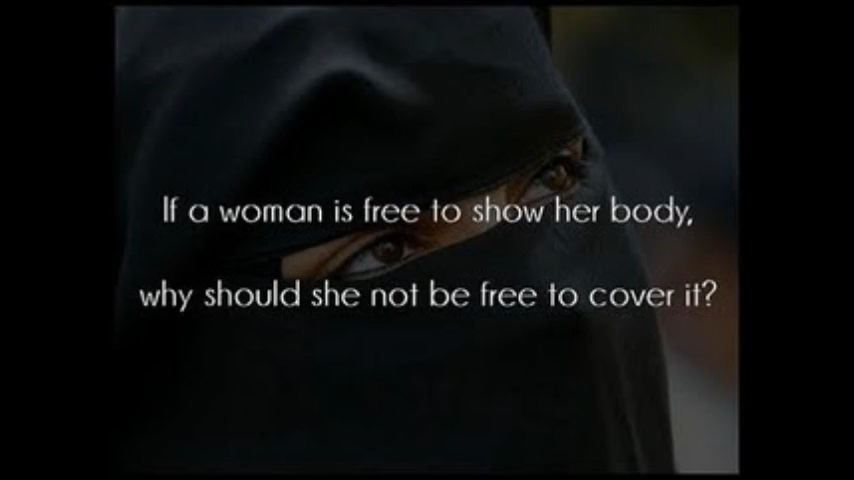 If a woman is free to show her body,
why should she not be free to cover it?